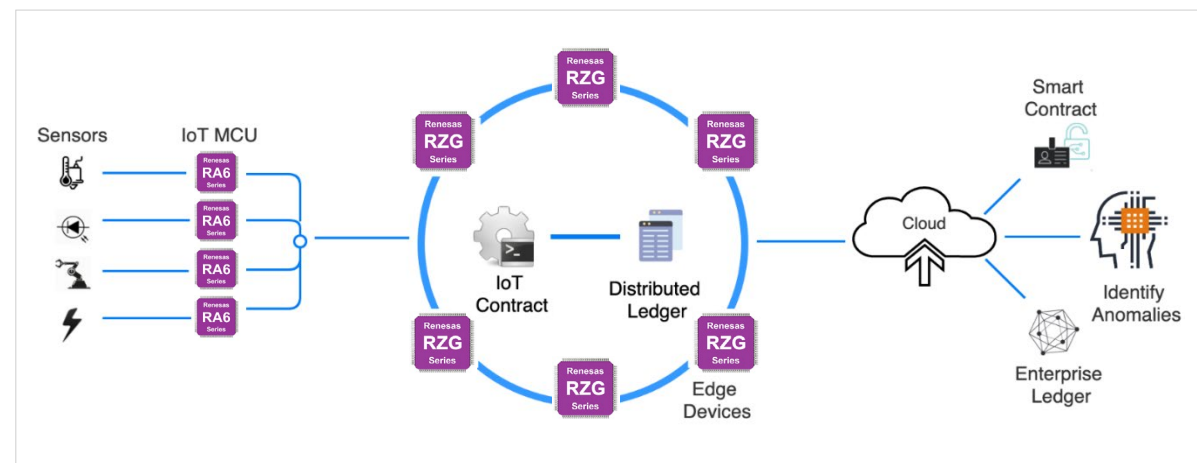 Sensors
IoT MCU
Renesas
RA6
Series
Renesas
RA6
Series
Renesas
RA6
Series
Renesas
RA6
Series
Renesas
RZG
Series
Renesas
RZG
Series
Renesas
RZG
Series
Renesas
RZG
Series
Renesas
RZG
Series
Renesas
RZG
Series
IoT
Contract
Distributed
Ledger
Edge
Devices
Cloud
Smart
Contract
Identify
Anomalies
Enterprise
Ledger